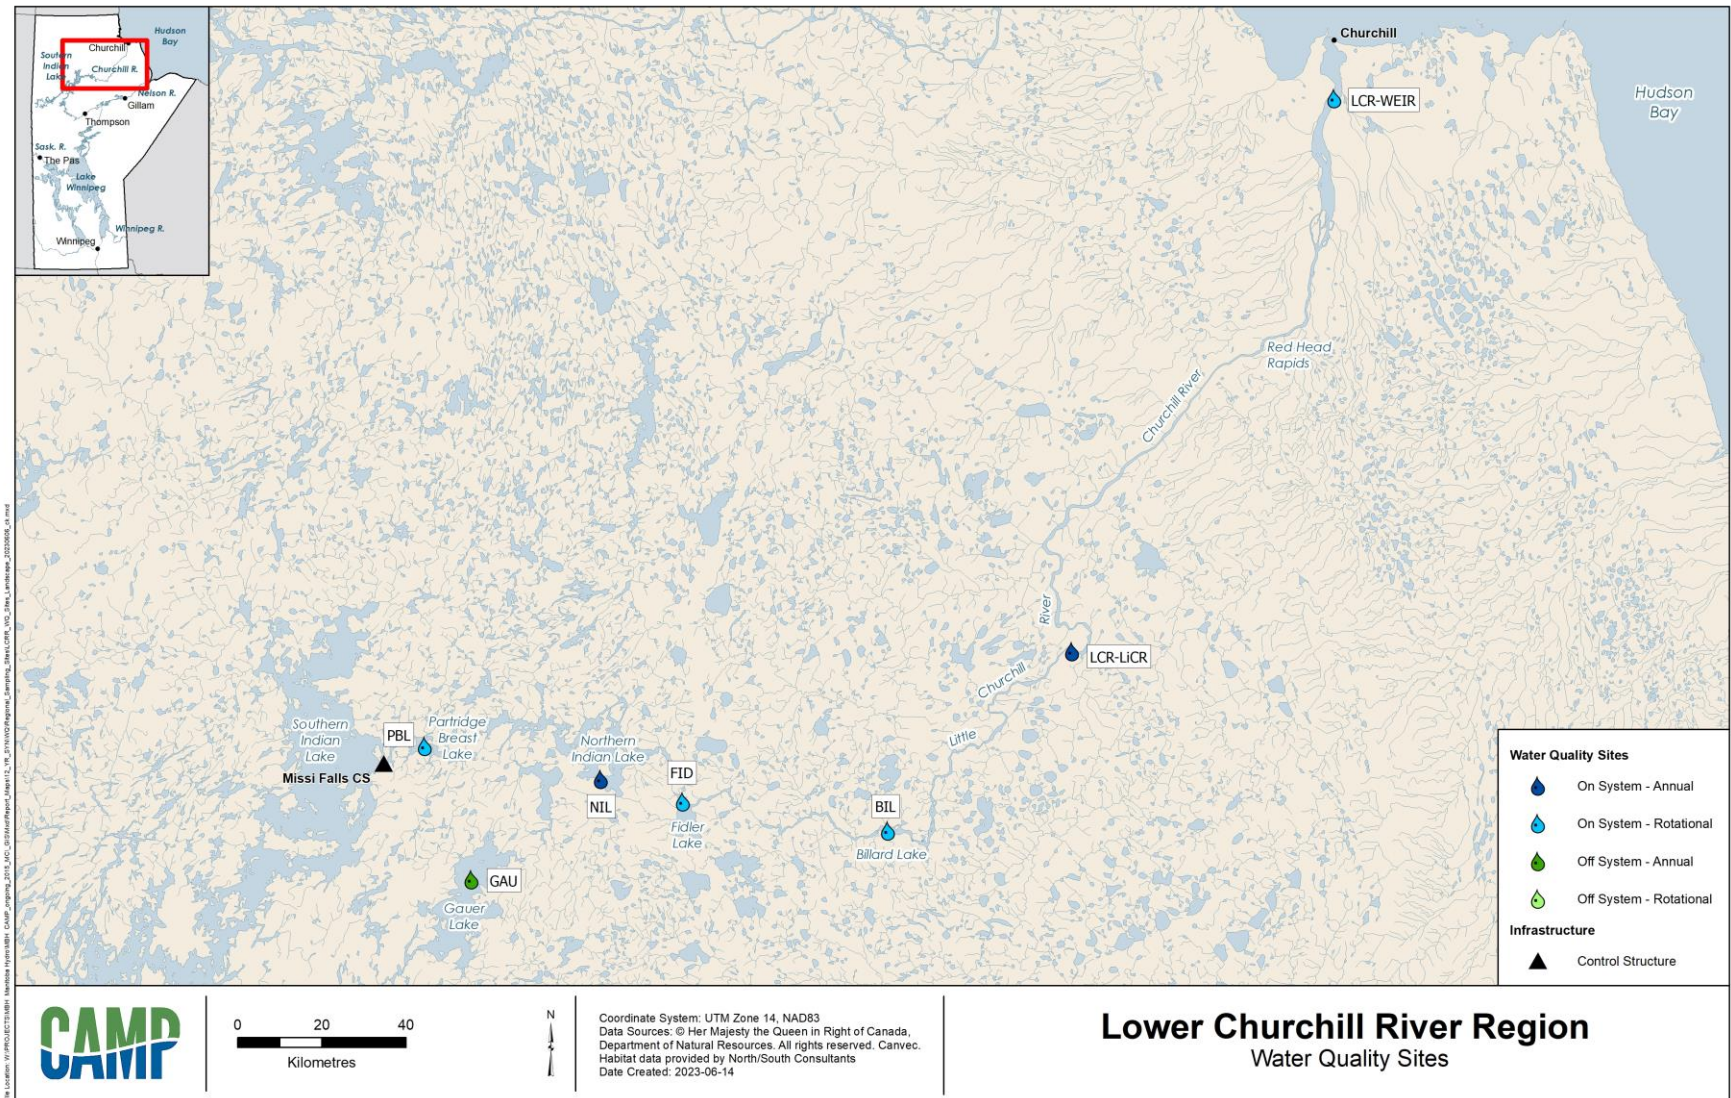 Hudson
Bay
Churchill
Southern
Indian
Lake
Churchill R.
Nelson R.
Gillam
Thompson
Sask. R.
The Pas
Lake
Winnipeg
Winnipeg R.
Winnipeg
Churchill
LCR-WEIR
Hudson
Bay
Red Head
Rapids
Churchill River
River
LCR-LiCR
Churchill
Little
Southern
Indian
Lake
PBL
Partridge
Breast
Lake
Missi Falls CS
Northern
Indian Lake
NIL
FID
Fidler
Lake
BIL
Billard Lake
GAU
Gauer
Lake
Water Quality Sites
On System - Annual
On System - Rotational
Off System - Annual
Off System - Rotational
Infrastructure
Control Structure
CAMP
0 20 40
Kilometres
N
Coordinate System: UTM Zone 14, NAD83
Data Sources: © Her Majesty the Queen in Right of Canada,
Department of Natural Resources. All rights reserved. Canvec.
Habitat data provided by North/South Consultants
Date Created: 2023-06-14
Lower Churchill River Region
Water Quality Sites